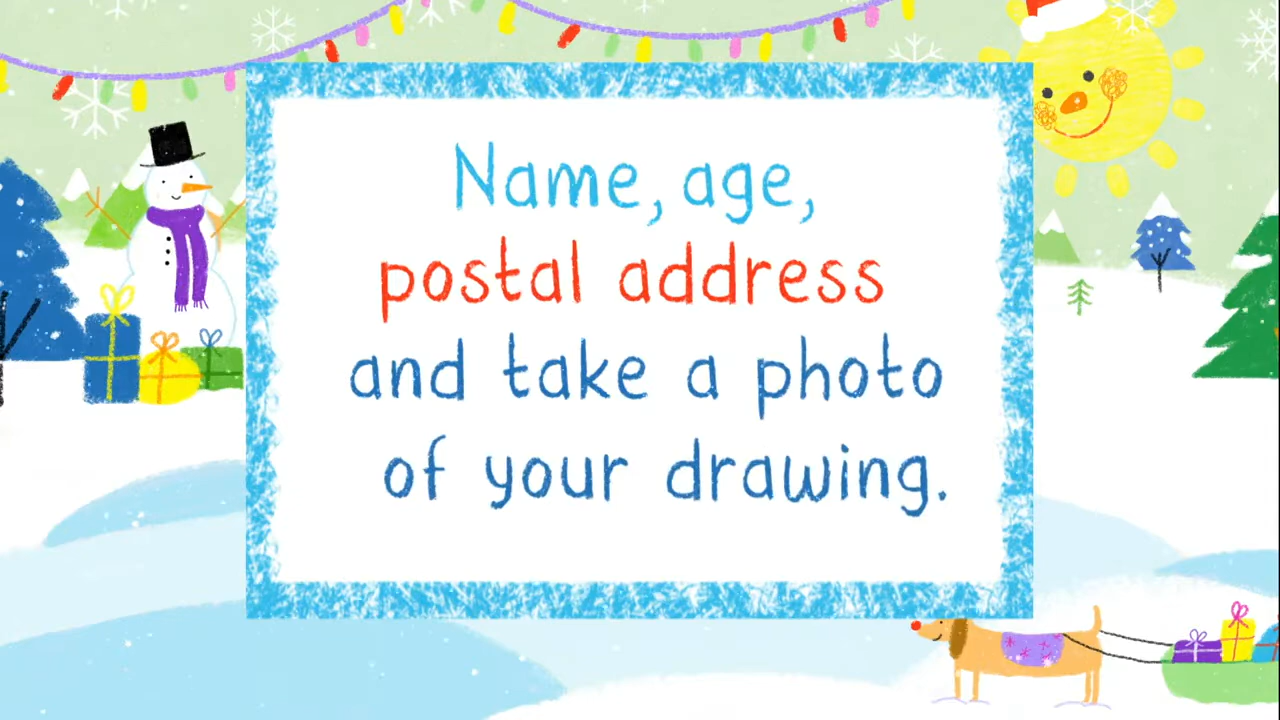 Name, age,
postal address
and take a photo
of your drawing.